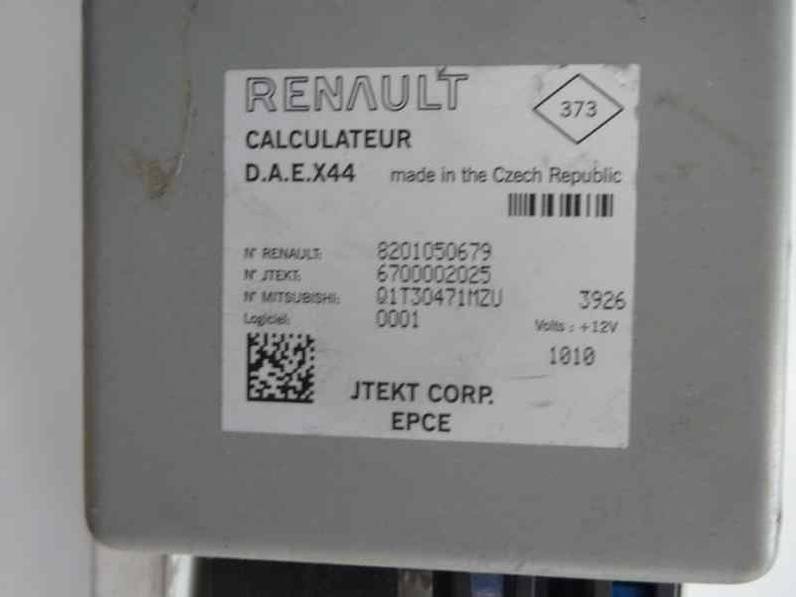 RENAULT
373
CALCULATEUR
D.A.E.X44 made in the Czech Republic
N° RENAULT: 8201050679
N° JTEKT: 6700002025
N° MITSUBISHI: Q1T30471MZU 3926
Logiciel: 0001 Volts : +12V
1010
JTEKT CORP.
EPCE